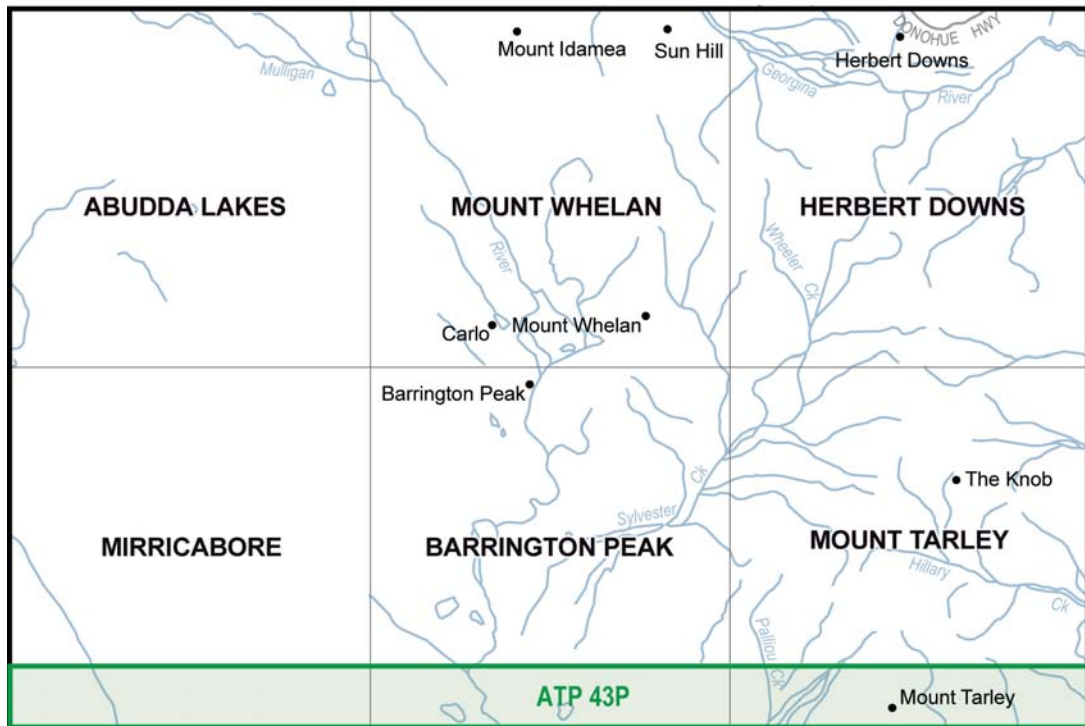 DONOHUE HWY
Mount Idamea
Sun Hill
Herbert Downs
Mulligan
Georgina
River
ABUDDA LAKES
MOUNT WHELAN
HERBERT DOWNS
River
Wheeler Ck
Carlo
Mount Whelan
Barrington Peak
The Knob
Sylvester Ck
MIRRICABORE
BARRINGTON PEAK
MOUNT TARLEY
Hillary Ck
Palliou Ck
ATP 43P
Mount Tarley